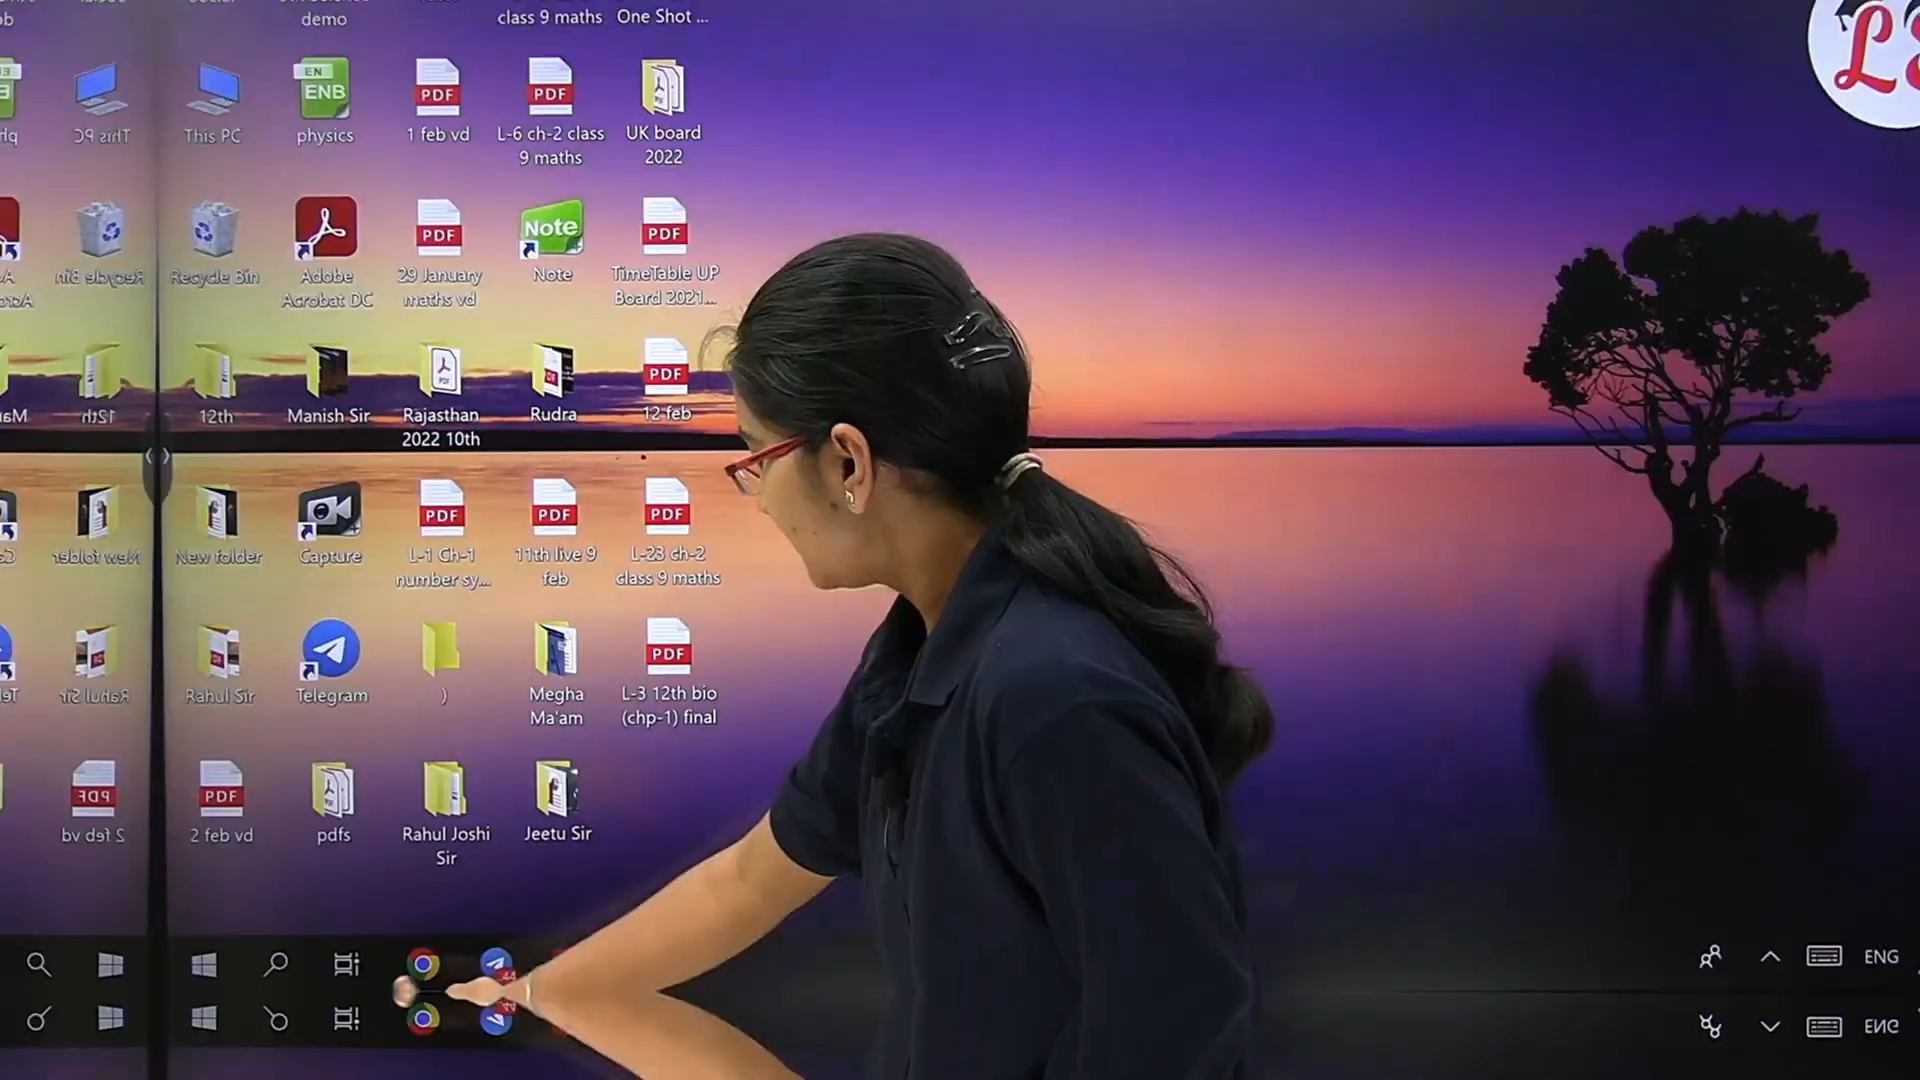 demo
class 9 maths
One Shot ...
This PC
EN
ENB
physics
PDF
1 feb vd
PDF
L-6 ch-2 class
9 maths
UK board
2022
Recycle Bin
Adobe
Acrobat DC
PDF
29 January
maths vd
Note
Note
PDF
TimeTable UP
Board 2021...
12th
Manish Sir
PDF
Rajasthan
2022 10th
Rudra
PDF
12 feb
New folder
Capture
PDF
L-1 Ch-1
number sy...
PDF
11th live 9
feb
PDF
L-23 ch-2
class 9 maths
Rahul Sir
Telegram
)
Megha
Ma'am
PDF
L-3 12th bio
(chp-1) final
PDF
2 feb vd
pdfs
Rahul Joshi
Sir
Jeetu Sir
44
ENG